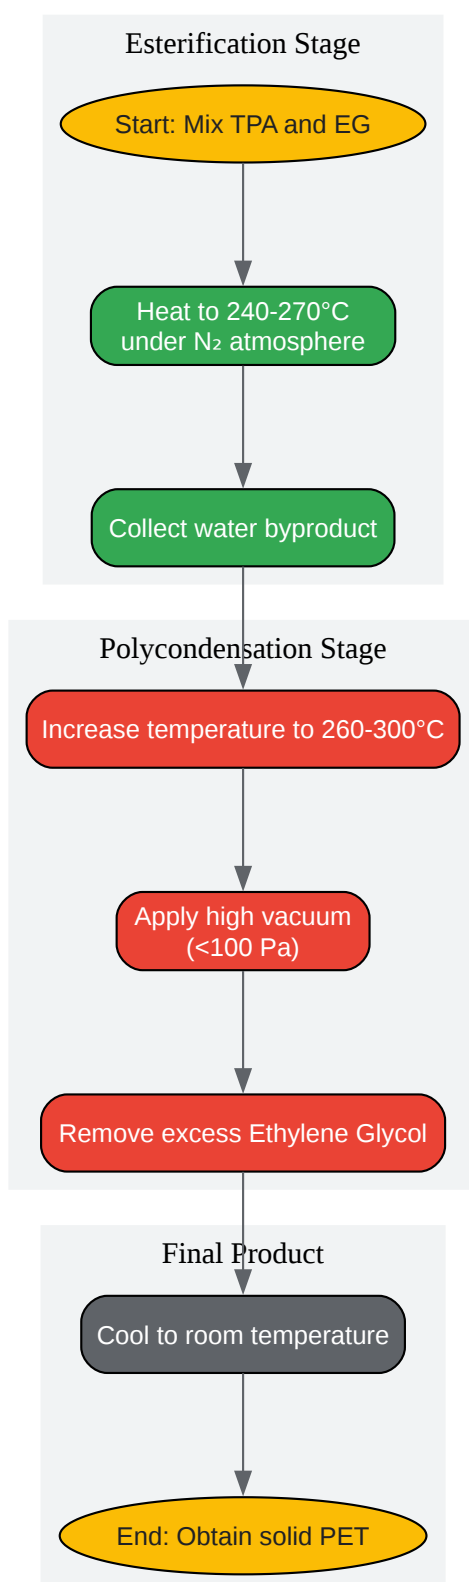 Esterification Stage
Start: Mix TPA and EG
Heat to 240-270°C
under N₂ atmosphere
Collect water byproduct
Polycondensation Stage
Increase temperature to 260-300°C
Apply high vacuum
(<100 Pa)
Remove excess Ethylene Glycol
Final Product
Cool to room temperature
End: Obtain solid PET